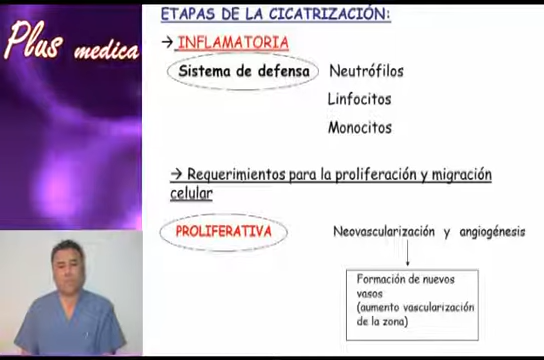 ETAPAS DE LA CICATRIZACIÓN:
Plus medica
→ INFLAMATORIA
Sistema de defensa Neutrófilos
Linfocitos
Monocitos
→ Requerimientos para la proliferación y migración
celular
PROLIFERATIVA Neovascularización y angiogénesis
Formación de nuevos
vasos
(aumento vascularización
de la zona)